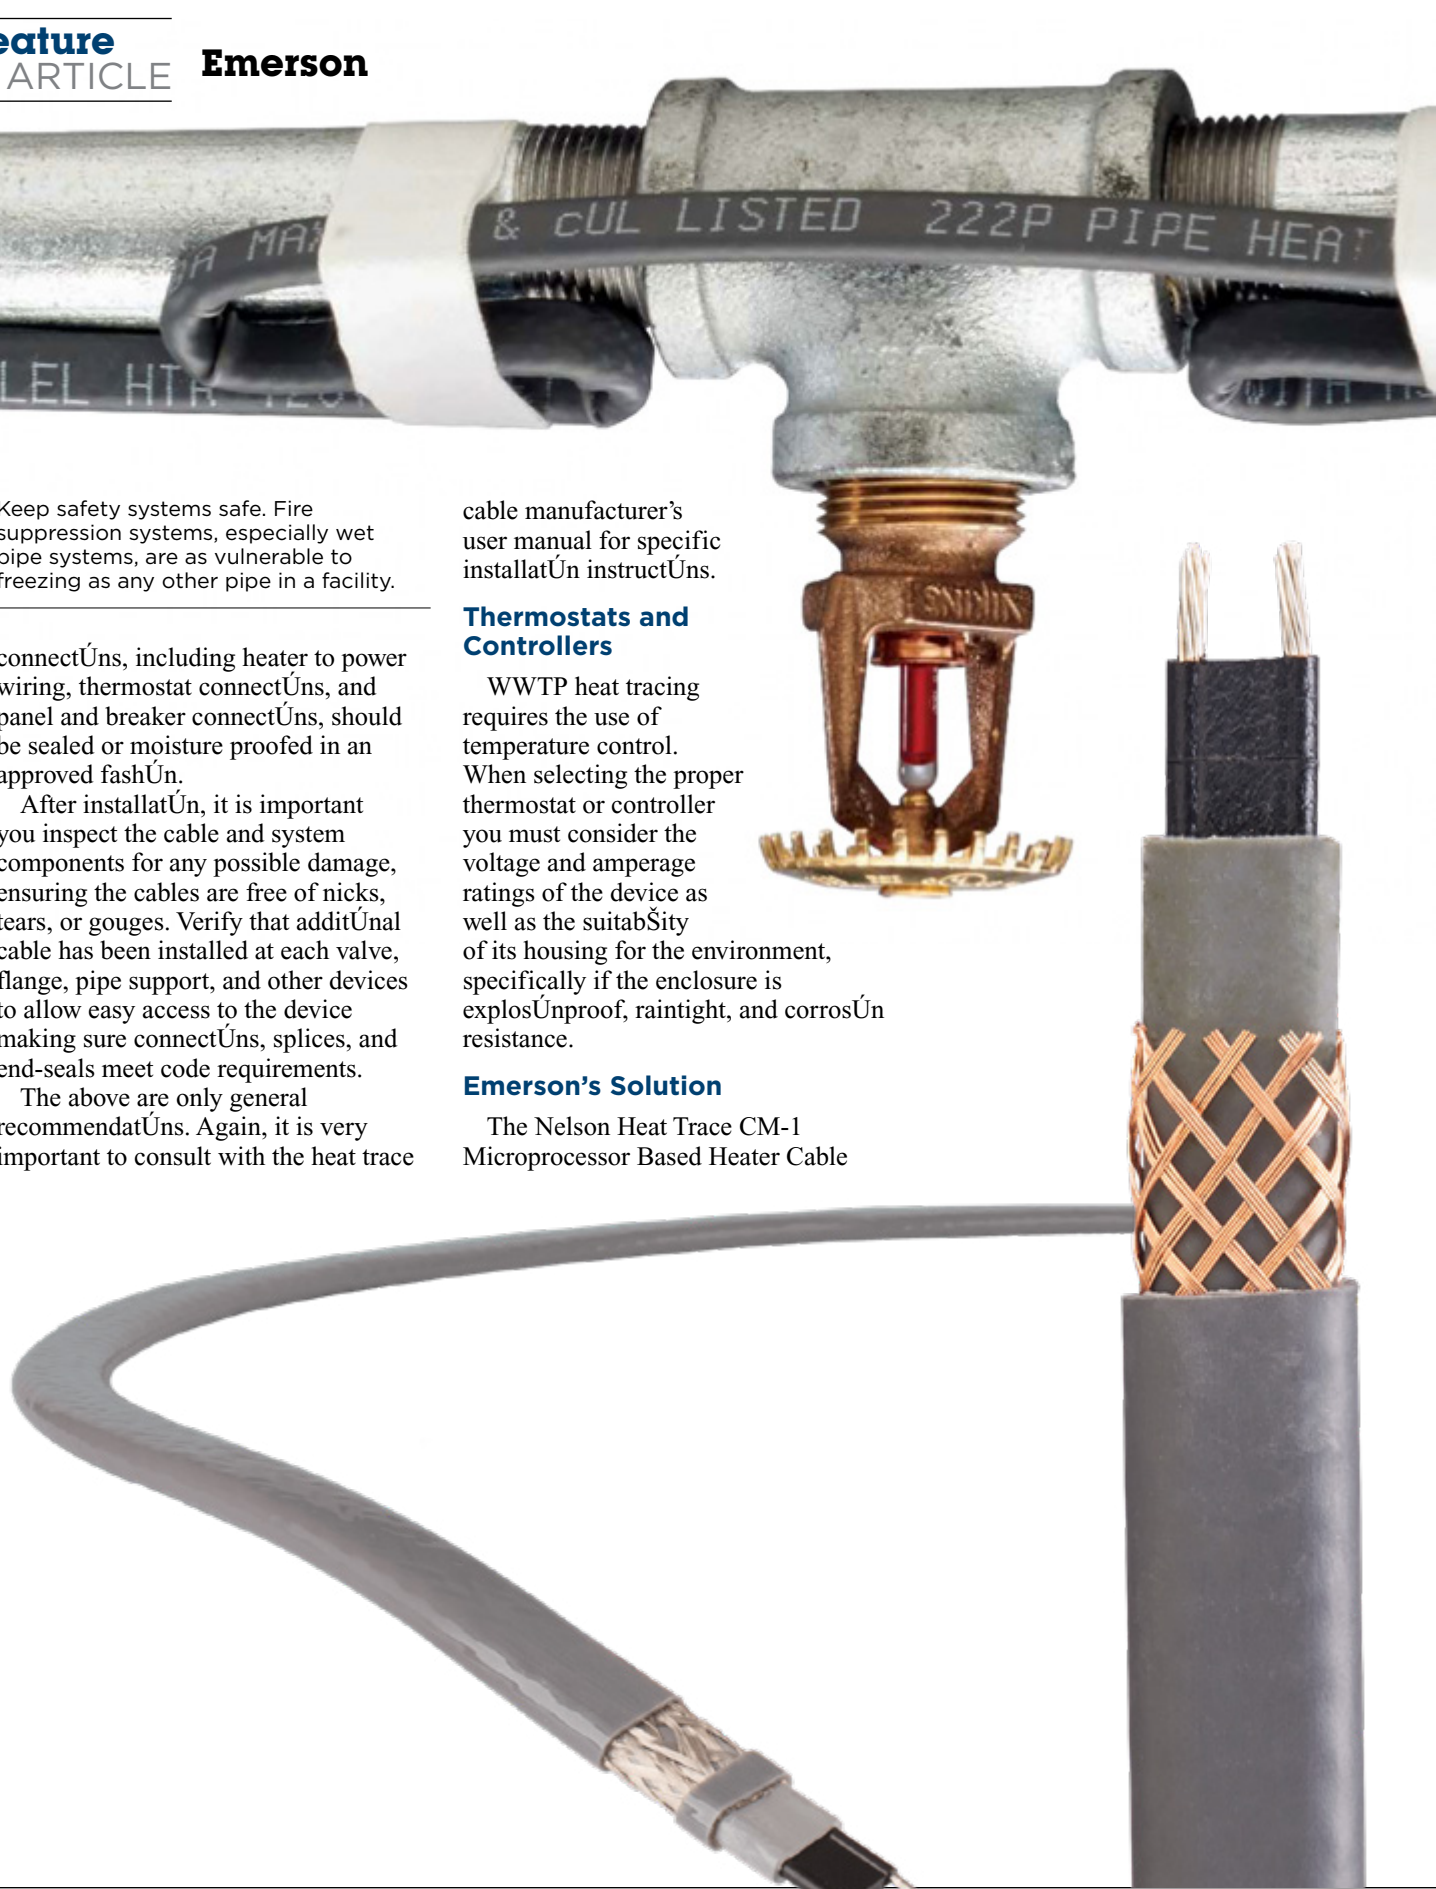 eature
ARTICLE
Emerson
MAX
& cUL LISTED 222P PIPE HEAT
LEL HTR
WITH
Keep safety systems safe. Fire
suppression systems, especially wet
pipe systems, are as vulnerable to
freezing as any other pipe in a facility.
connectÚns, including heater to power
wiring, thermostat connectÚns, and
panel and breaker connectÚns, should
be sealed or moisture proofed in an
approved fashÚn.
After installatÚn, it is important
you inspect the cable and system
components for any possible damage,
ensuring the cables are free of nicks,
tears, or gouges. Verify that additÚnal
cable has been installed at each valve,
flange, pipe support, and other devices
to allow easy access to the device
making sure connectÚns, splices, and
end-seals meet code requirements.
The above are only general
recommendatÚns. Again, it is very
important to consult with the heat trace
cable manufacturer’s
user manual for specific
installatÚn instructÚns.
Thermostats and
Controllers
WWTP heat tracing
requires the use of
temperature control.
When selecting the proper
thermostat or controller
you must consider the
voltage and amperage
ratings of the device as
well as the suitabŠity
of its housing for the environment,
specifically if the enclosure is
explosÚnproof, raintight, and corrosÚn
resistance.
Emerson’s Solution
The Nelson Heat Trace CM-1
Microprocessor Based Heater Cable